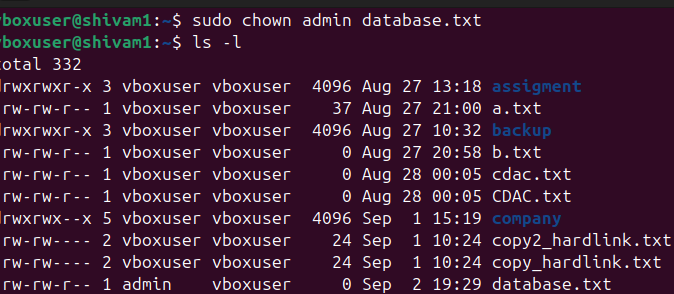 vboxuser@shivam1:~$ sudo chown admin database.txt
vboxuser@shivam1:~$ ls -l
total 332
drwxrwxr-x 3 vboxuser vboxuser  4096 Aug 27 13:18 assigment
-rw-rw-r-- 1 vboxuser vboxuser    37 Aug 27 21:00 a.txt
drwxrwxr-x 3 vboxuser vboxuser  4096 Aug 27 10:32 backup
-rw-rw-r-- 1 vboxuser vboxuser     0 Aug 27 20:58 b.txt
-rw-rw-r-- 1 vboxuser vboxuser     0 Aug 28 00:05 cdac.txt
-rw-rw-r-- 1 vboxuser vboxuser     0 Aug 28 00:05 CDAC.txt
drwxrwx--x 5 vboxuser vboxuser  4096 Sep  1 15:19 company
-rw-rw---- 2 vboxuser vboxuser    24 Sep  1 10:24 copy2_hardlink.txt
-rw-rw---- 2 vboxuser vboxuser    24 Sep  1 10:24 copy_hardlink.txt
-rw-rw-r-- 1 admin    vboxuser     0 Sep  2 19:29 database.txt